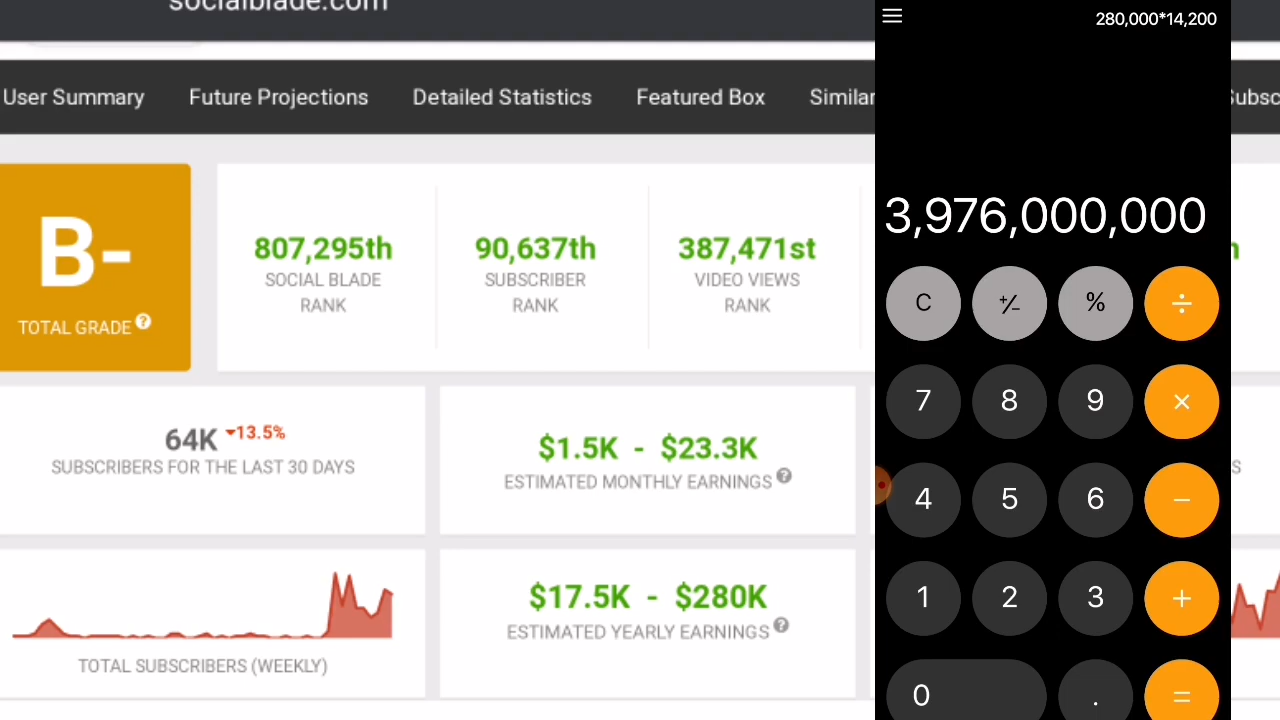 socialblade.com
User Summary Future Projections Detailed Statistics Featured Box Similar
B-
TOTAL GRADE ?
807,295th
SOCIAL BLADE
RANK
90,637th
SUBSCRIBER
RANK
387,471st
VIDEO VIEWS
RANK
64K 13.5%
SUBSCRIBERS FOR THE LAST 30 DAYS
$1.5K - $23.3K
ESTIMATED MONTHLY EARNINGS ?
TOTAL SUBSCRIBERS (WEEKLY)
$17.5K - $280K
ESTIMATED YEARLY EARNINGS ?
280,000*14,200
3,976,000,000
C +/− % ÷
7 8 9 ×
4 5 6 −
1 2 3 +
0 . =